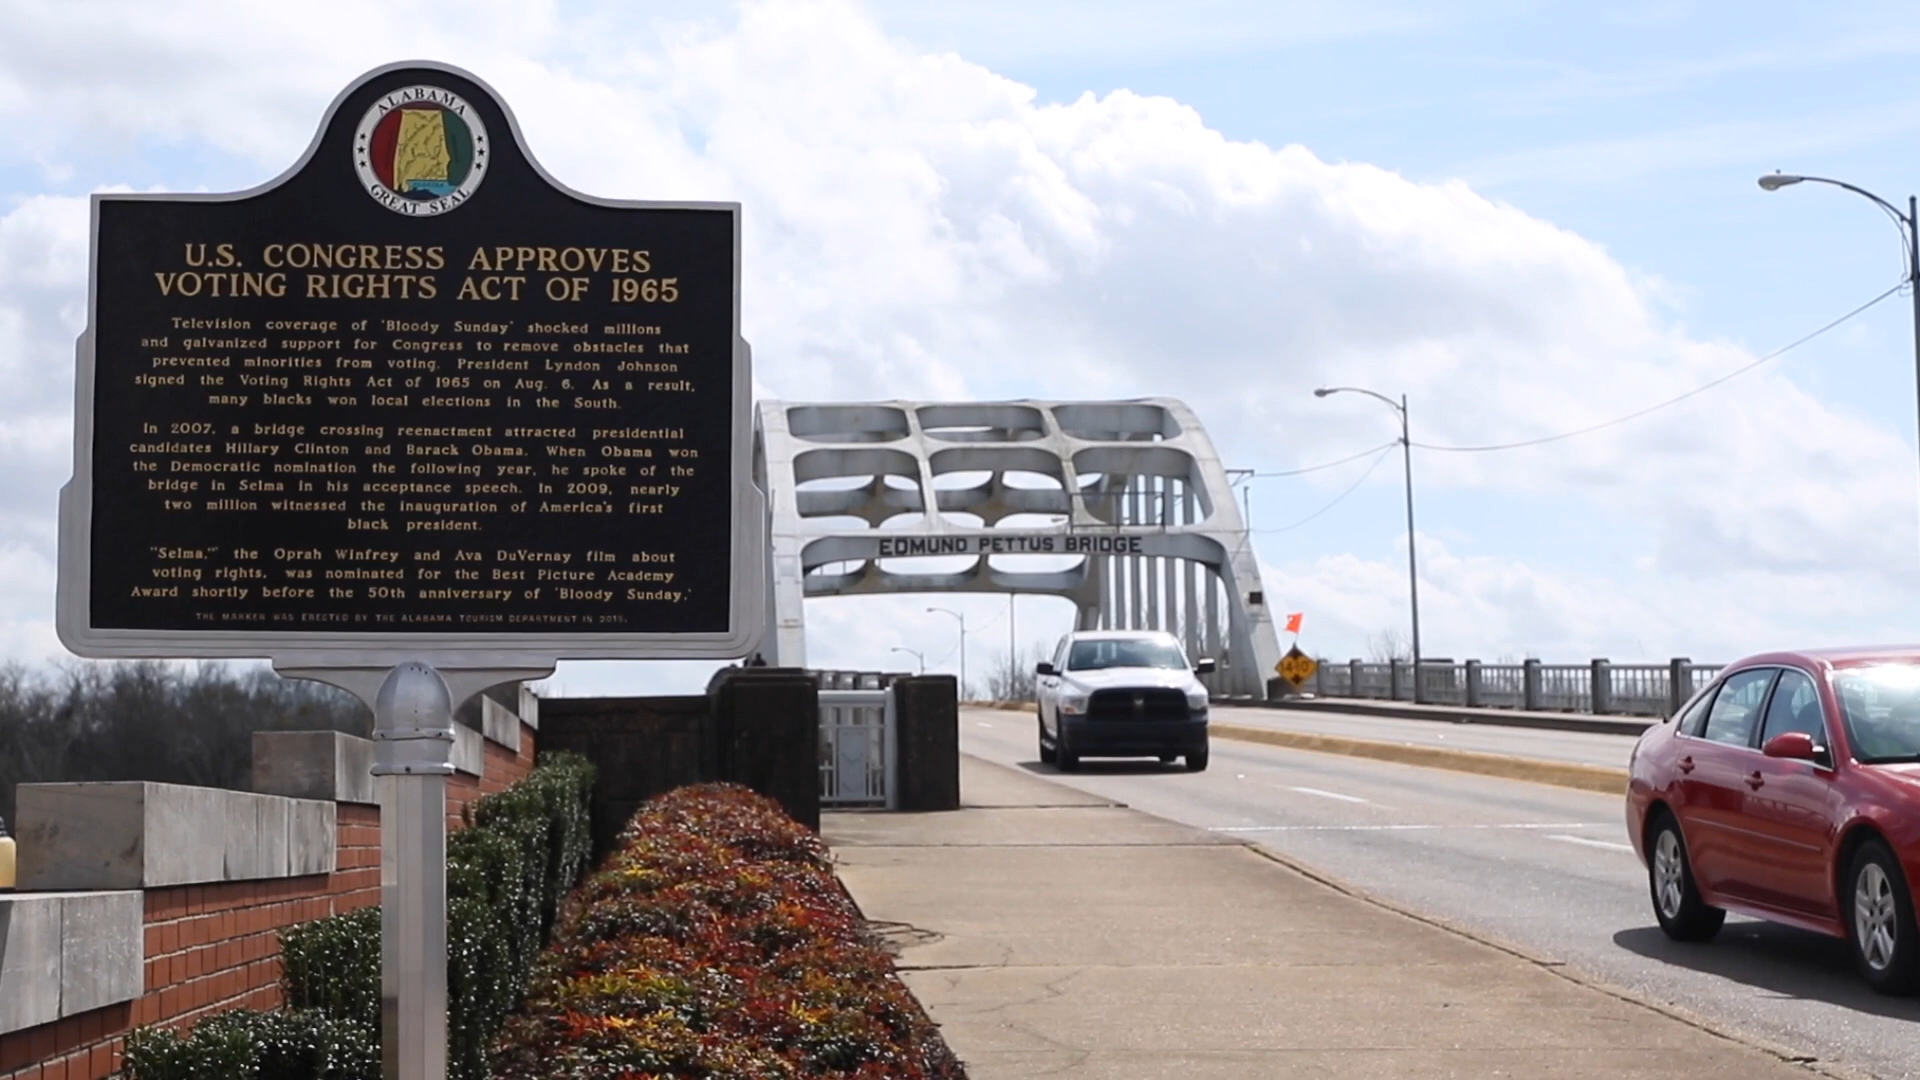 ALABAMA
GREAT SEAL
U.S. CONGRESS APPROVES
VOTING RIGHTS ACT OF 1965
Television coverage of 'Bloody Sunday' shocked millions
and galvanized support for Congress to remove obstacles that
prevented minorities from voting. President Lyndon Johnson
signed the Voting Rights Act of 1965 on Aug. 6. As a result,
many blacks won local elections in the South.
In 2007, a bridge crossing reenactment attracted presidential
candidates Hillary Clinton and Barack Obama. When Obama won
the Democratic nomination the following year, he spoke of the
bridge in Selma in his acceptance speech. In 2009, nearly
two million witnessed the inauguration of America's first
black president.
"Selma," the Oprah Winfrey and Ava DuVernay film about
voting rights, was nominated for the Best Picture Academy
Award shortly before the 50th anniversary of 'Bloody Sunday.'
THE MARKER WAS ERECTED BY THE ALABAMA TOURISM DEPARTMENT IN 2015.
EDMUND PETTUS BRIDGE